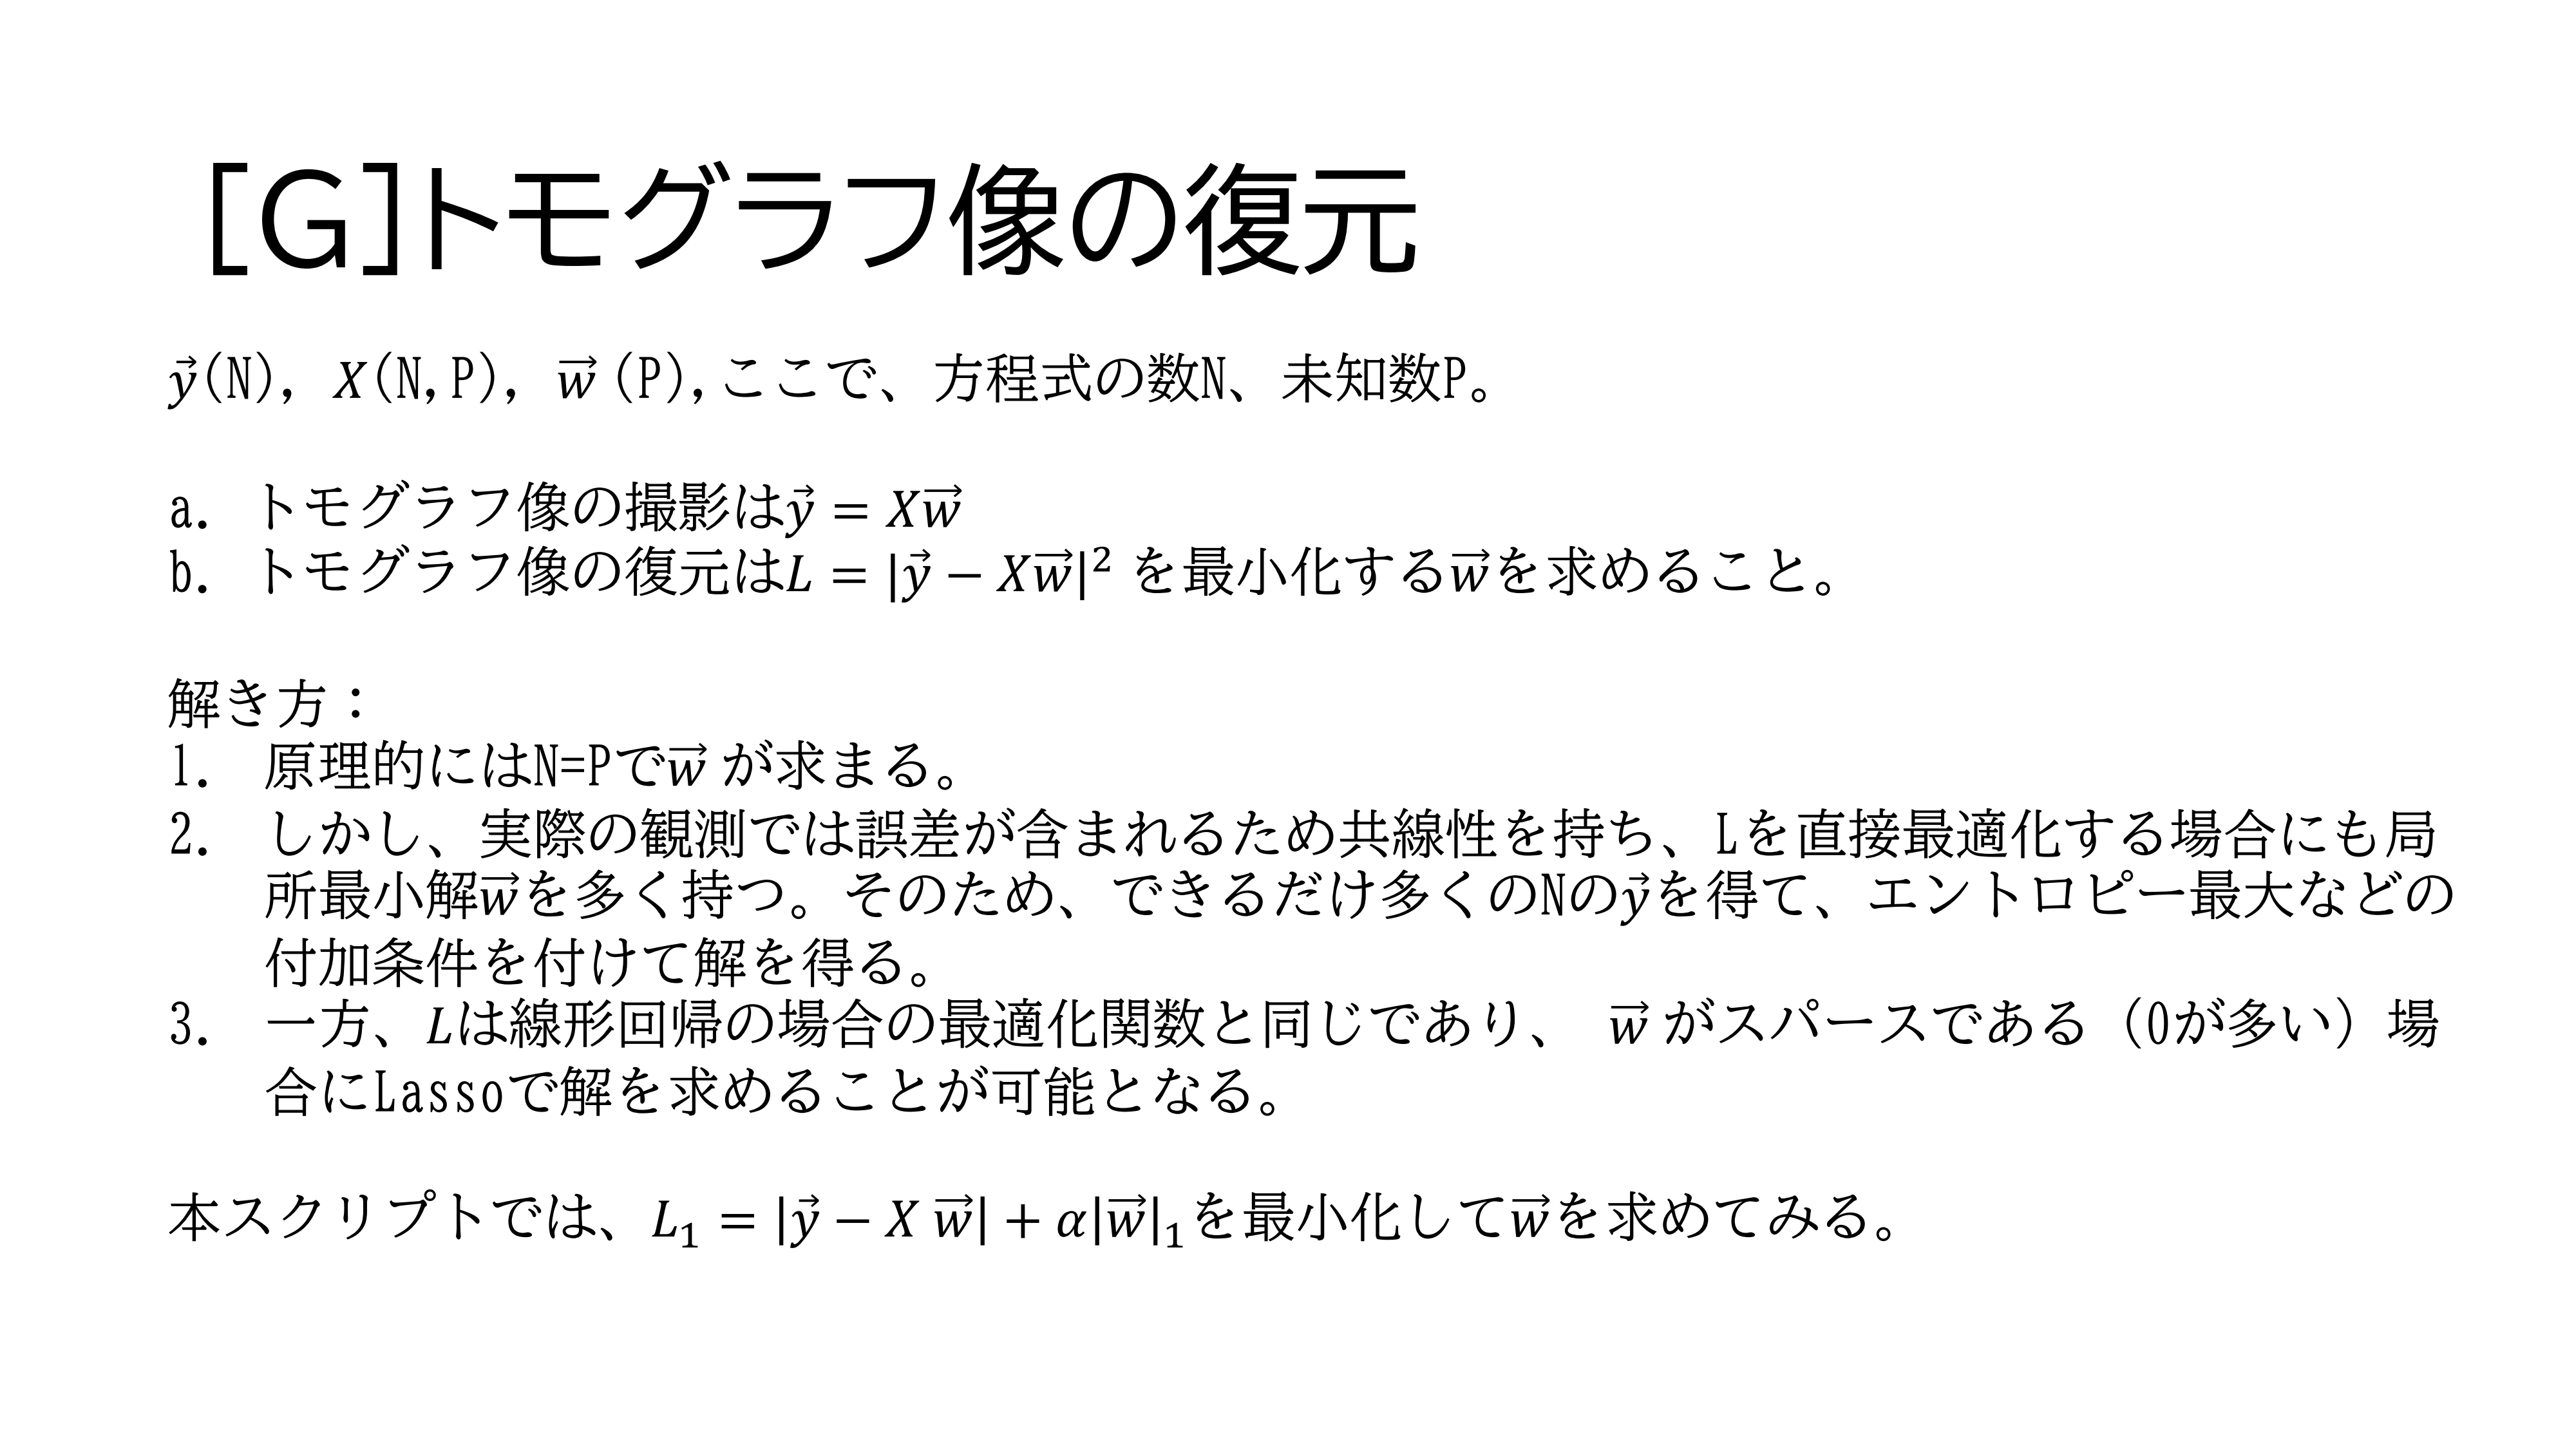 [G]トモグラフ像の復元
$\vec{y}$(N), $X$(N,P), $\vec{w}$ (P),ここで、方程式の数N、未知数P。
a. トモグラフ像の撮影は$\vec{y} = X\vec{w}$
b. トモグラフ像の復元は$L = |\vec{y} - X\vec{w}|^2$ を最小化する$\vec{w}$を求めること。
解き方：
1. 原理的にはN=Pで$\vec{w}$ が求まる。
2. しかし、実際の観測では誤差が含まれるため共線性を持ち、Lを直接最適化する場合にも局
所最小解$\vec{w}$を多く持つ。そのため、できるだけ多くのNの$\vec{y}$を得て、エントロピー最大などの
付加条件を付けて解を得る。
3. 一方、$L$は線形回帰の場合の最適化関数と同じであり、 $\vec{w}$ がスパースである（0が多い）場
合にLassoで解を求めることが可能となる。
本スクリプトでは、$L_1 = |\vec{y} - X\vec{w}| + \alpha|\vec{w}|_1$を最小化して$\vec{w}$を求めてみる。